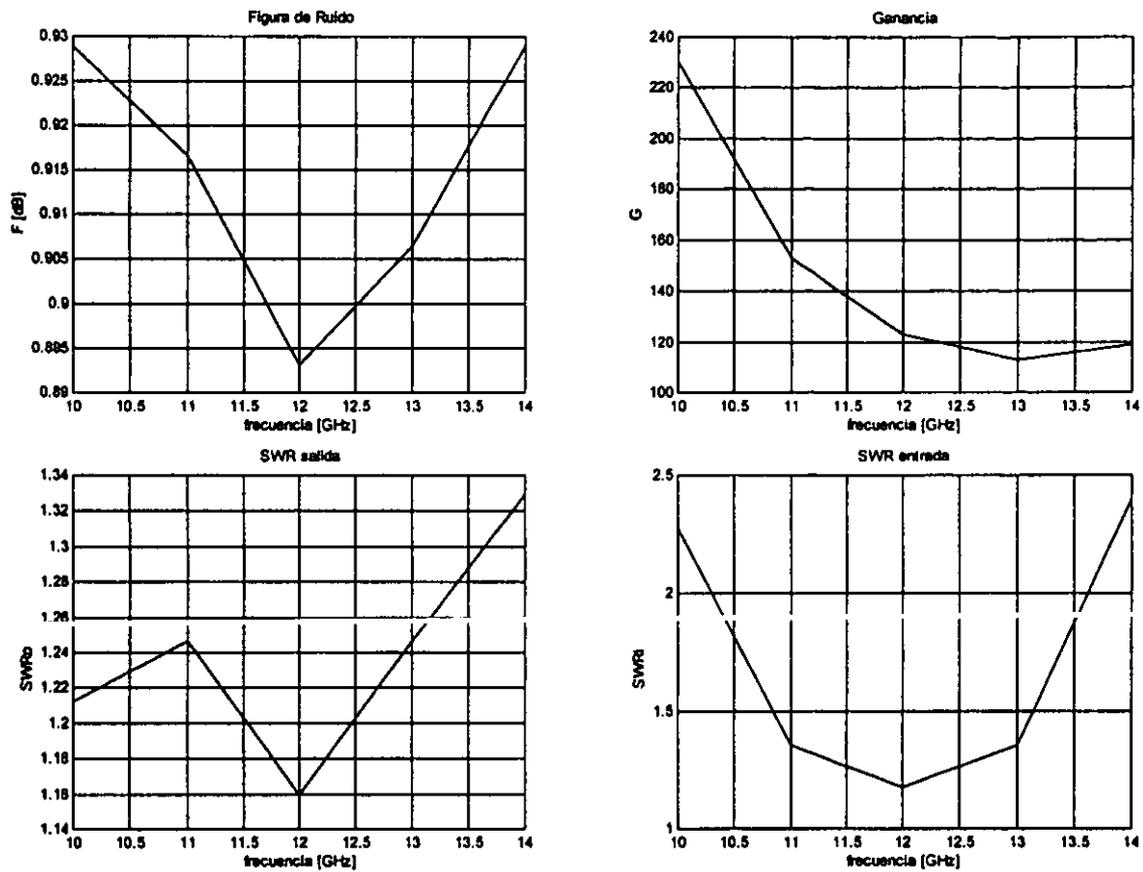 Figura de Ruído
0.93
0.925
0.92
0.915
0.91
0.905
0.9
0.895
0.89
F [dB]
10 10.5 11 11.5 12 12.5 13 13.5 14
frecuencia [GHz]
Ganancia
240
220
200
180
160
140
120
100
G
10 10.5 11 11.5 12 12.5 13 13.5 14
frecuencia [GHz]
SWR salida
1.34
1.32
1.3
1.28
1.26
1.24
1.22
1.2
1.18
1.16
1.14
SWRo
10 10.5 11 11.5 12 12.5 13 13.5 14
frecuencia [GHz]
SWR entrada
2.5
2
1.5
1
SWRi
10 10.5 11 11.5 12 12.5 13 13.5 14
frecuencia [GHz]